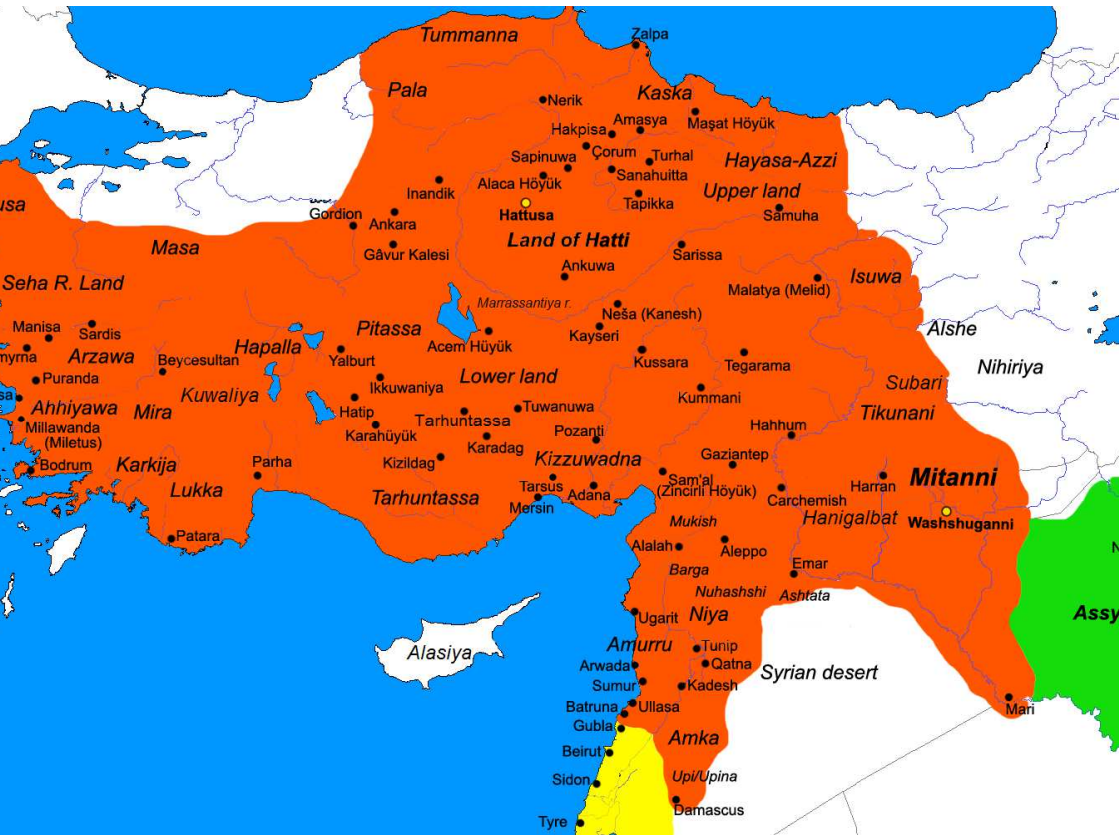 Tummanna
Zalpa
Pala
Nerik
Kaska
Amasya
Maşat Höyük
Hakpisa
Çorum
Sapinuwa
Turhal
Hayasa-Azzi
Alaca Höyük
Sanahuitta
Inandik
Upper land
Tapikka
usa
Gordion
Ankara
Hattusa
Samuha
Masa
Gâvur Kalesi
Land of Hatti
Sarissa
Ankuwa
Isuwa
Seha R. Land
Malatya (Melid)
Marrassantiya r.
Neša (Kanesh)
Manisa
Sardis
Pitassa
Kayseri
Alshe
myrna
Arzawa
Hapalla
Acem Hüyük
Beycesultan
Yalburt
Kussara
Tegarama
Nihiriya
Puranda
Kuwaliya
Ikkuwaniya
Lower land
Subari
sa
Kummani
Ahhiyawa
Mira
Hatip
Tuwanuwa
Tikunani
Millawanda
(Miletus)
Tarhuntassa
Karahüyük
Karadag
Pozanti
Hahhum
Bodrum
Karkija
Parha
Kizildag
Kizzuwadna
Gaziantep
Lukka
Tarhuntassa
Tarsus
Adana
Sam'al
(Zincirli Höyük)
Carchemish
Harran
Mitanni
Mersin
Patara
Mukish
Hanigalbat
Washshuganni
Alalah
Aleppo
N
Barga
Emar
Nuhashshi
Ashtata
Ugarit
Niya
Assy
Alasiya
Amurru
Tunip
Arwada
Qatna
Syrian desert
Sumur
Kadesh
Batruna
Ullasa
Mari
Gubla
Amka
Beirut
Sidon
Upi/Upina
Damascus
Tyre